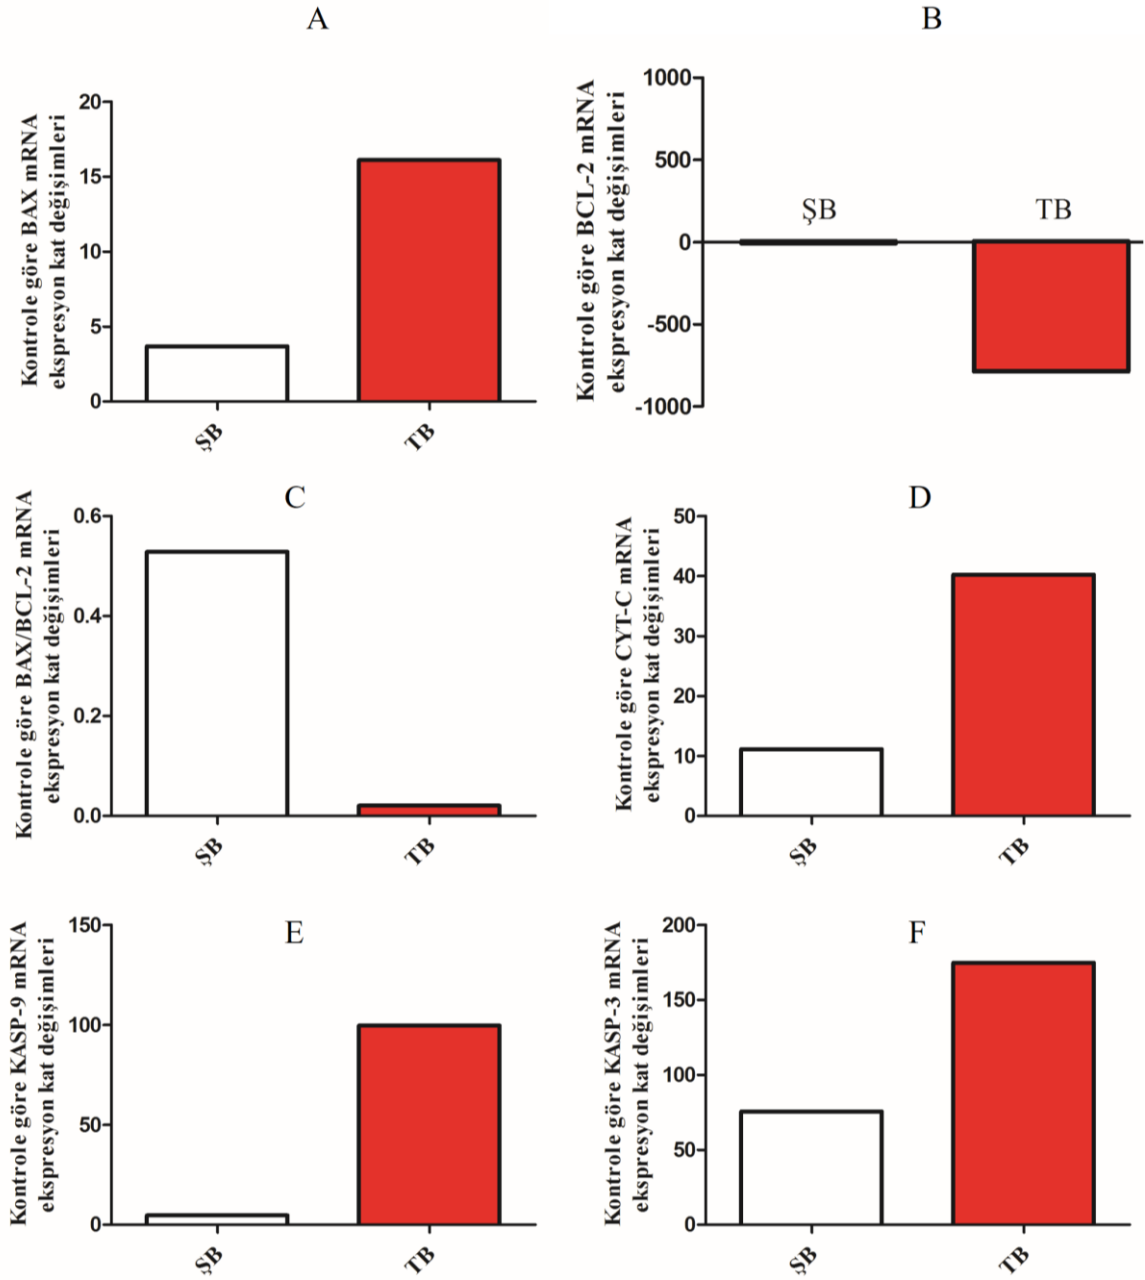 A
Kontrole göre BAX mRNA
ekspresyon kat değişimleri
20
15
10
5
0
ŞB
TB
B
Kontrole göre BCL-2 mRNA
ekspresyon kat değişimleri
1000
500
0
-500
-1000
ŞB
TB
C
Kontrole göre BAX/BCL-2 mRNA
ekspresyon kat değişimleri
0.6
0.4
0.2
0.0
ŞB
TB
D
Kontrole göre CYT-C mRNA
ekspresyon kat değişimleri
50
40
30
20
10
0
ŞB
TB
E
Kontrole göre KASP-9 mRNA
ekspresyon kat değişimleri
150
100
50
0
ŞB
TB
F
Kontrole göre KASP-3 mRNA
ekspresyon kat değişimleri
200
150
100
50
0
ŞB
TB